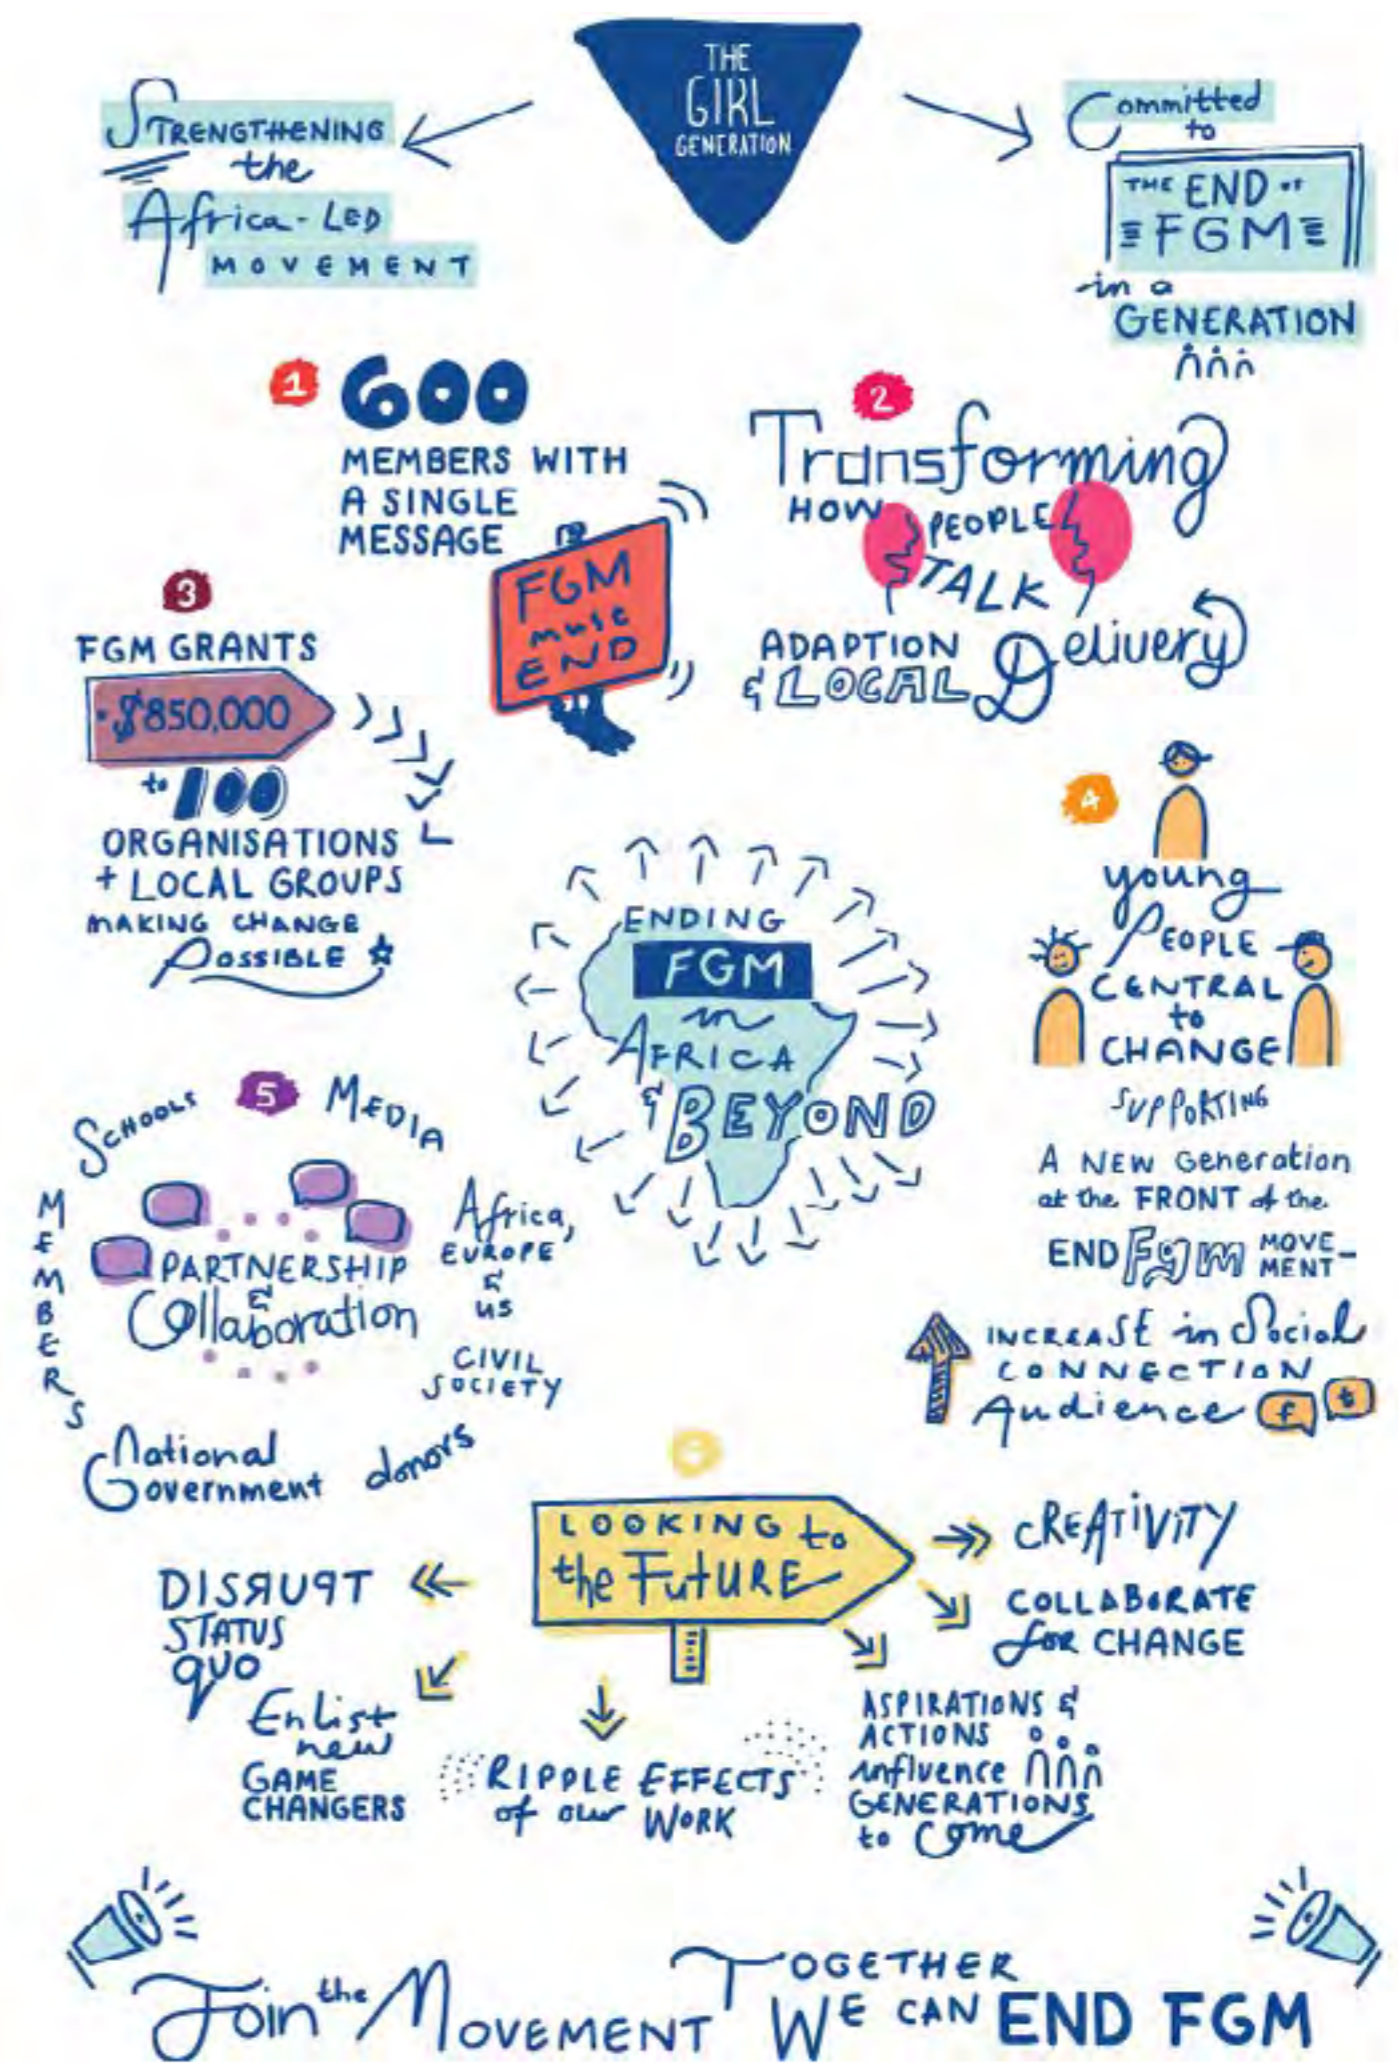 THE
GIRL
GENERATION
STRENGTHENING
the
Africa-LED
MOVEMENT
Committed
to
THE END OF
FGM
in a
GENERATION
1
600
MEMBERS WITH
A SINGLE
MESSAGE
FGM
must
END
2
Transforming
HOW PEOPLE
TALK
ADAPTION
& LOCAL Delivery
3
FGM GRANTS
$850,000
to 100
ORGANISATIONS
+ LOCAL GROUPS
MAKING CHANGE
POSSIBLE
4
young
PEOPLE
CENTRAL
to
CHANGE
SUPPORTING
A NEW Generation
at the FRONT of the
END Fgm MOVE-
MENT
INCREASE in Social
CONNECTION
Audience f t
ENDING
FGM
in
AFRICA
& BEYOND
5
SCHOOLS
MEDIA
MEMBERS
Africa,
EUROPE
&
US
PARTNERSHIP
&
Collaboration
CIVIL
SOCIETY
National
Government
donors
LOOKING to
the FUTURE
CREATIVITY
COLLABORATE
for CHANGE
DISRUPT
STATUS
QUO
Enlist
new
GAME
CHANGERS
RIPPLE EFFECTS
of our WORK
ASPIRATIONS &
ACTIONS
influence
GENERATIONS
to come
Join the MOVEMENT
TOGETHER
WE CAN END FGM